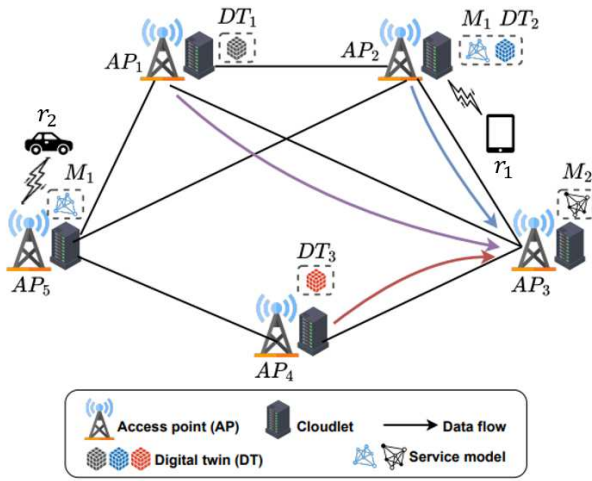 DT₁
M₁ DT₂
AP₁
AP₂
r₂
r₁
M₁
M₂
DT₃
AP₅
AP₃
AP₄
Access point (AP)
Cloudlet
Data flow
Digital twin (DT)
Service model